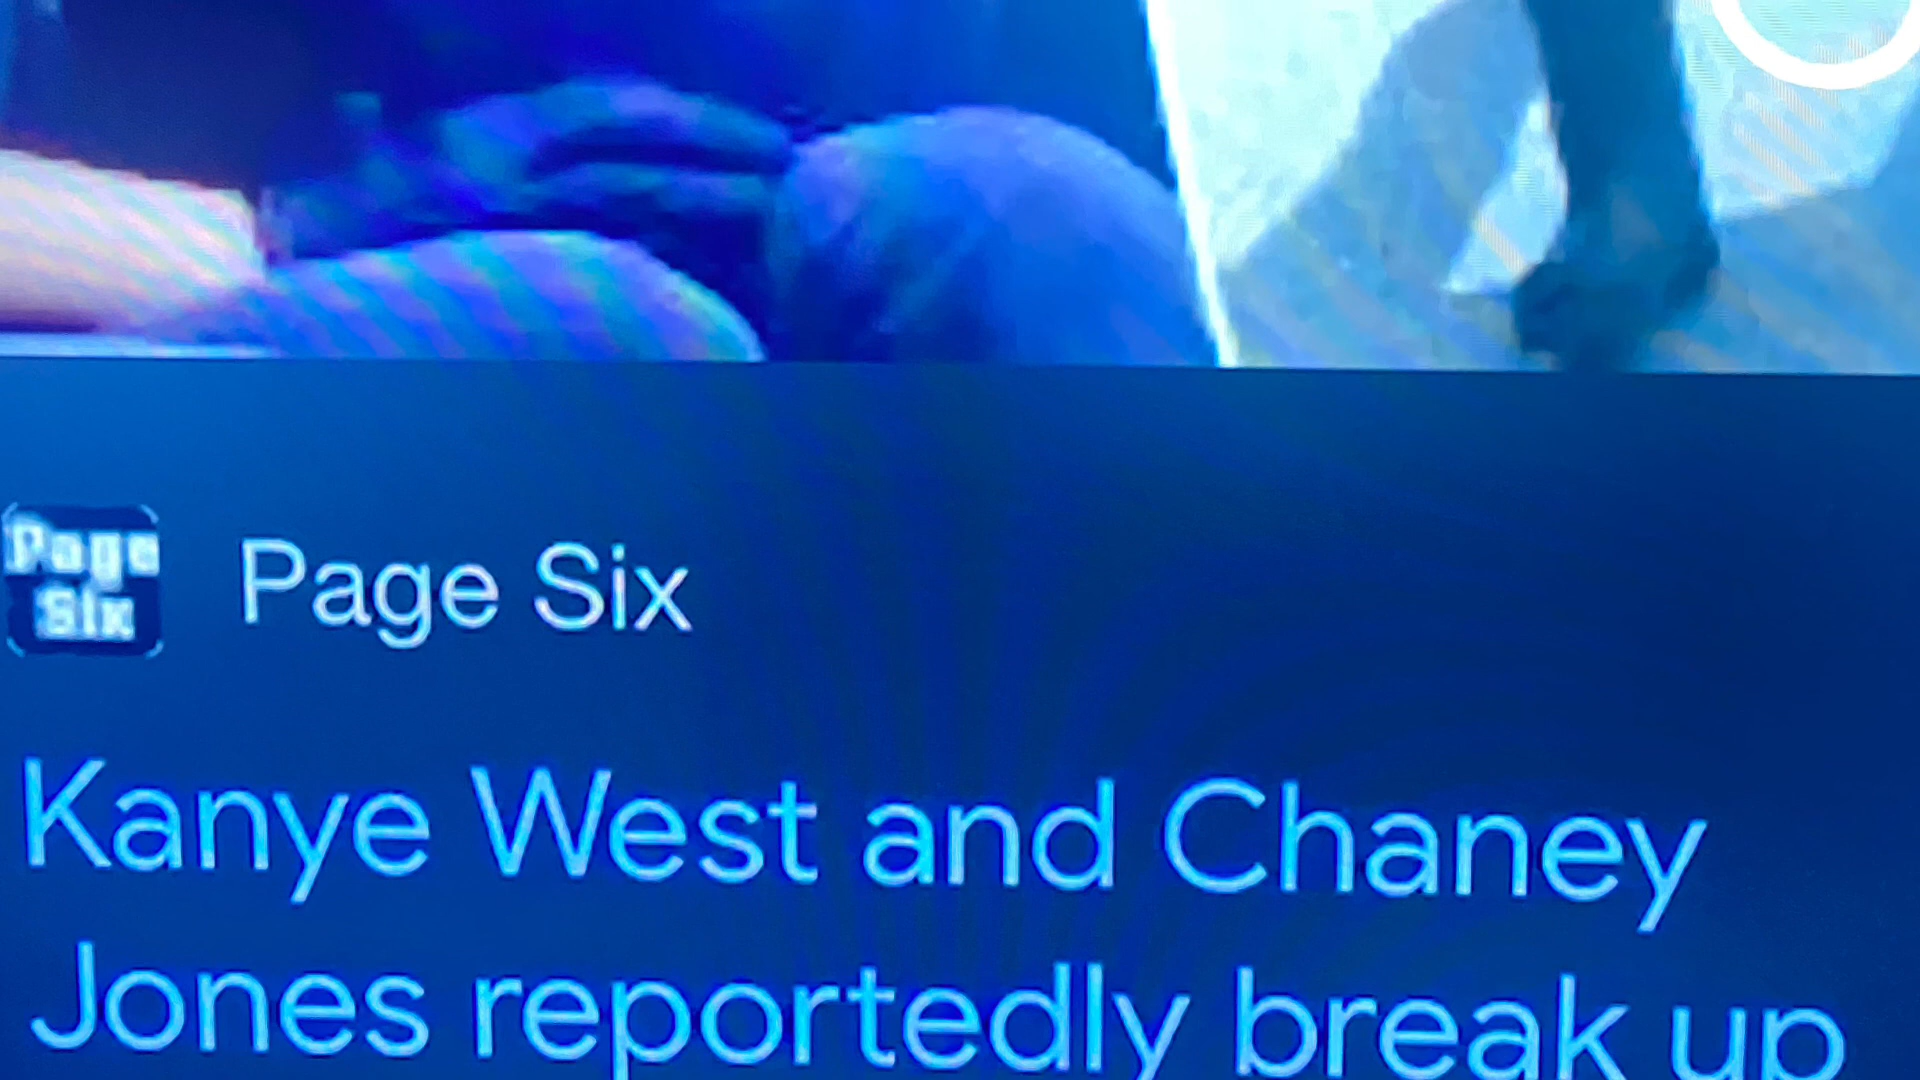 Page
Six
Page Six
Kanye West and Chaney
Jones reportedly break up